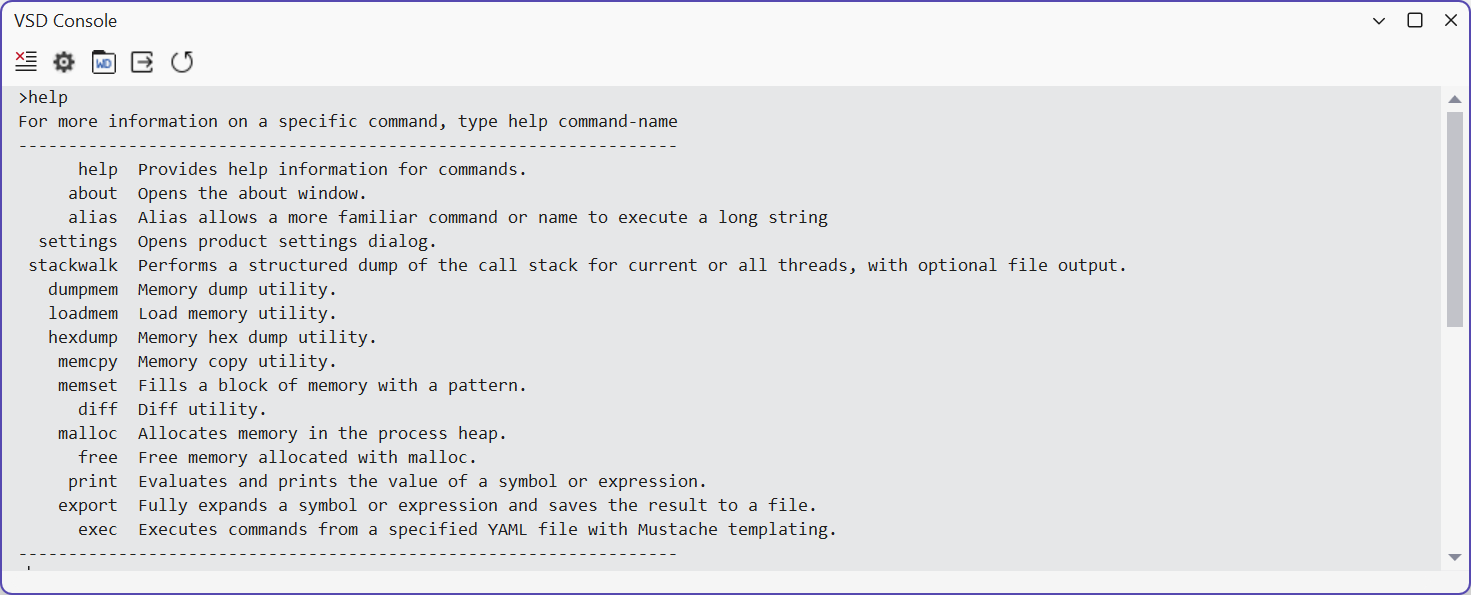 VSD Console
WD
>help
For more information on a specific command, type help command-name
------------------------------------------------------------------
help  Provides help information for commands.
about  Opens the about window.
alias  Alias allows a more familiar command or name to execute a long string
settings  Opens product settings dialog.
stackwalk  Performs a structured dump of the call stack for current or all threads, with optional file output.
dumpmem  Memory dump utility.
loadmem  Load memory utility.
hexdump  Memory hex dump utility.
memcpy  Memory copy utility.
memset  Fills a block of memory with a pattern.
diff  Diff utility.
malloc  Allocates memory in the process heap.
free  Free memory allocated with malloc.
print  Evaluates and prints the value of a symbol or expression.
export  Fully expands a symbol or expression and saves the result to a file.
exec  Executes commands from a specified YAML file with Mustache templating.
------------------------------------------------------------------